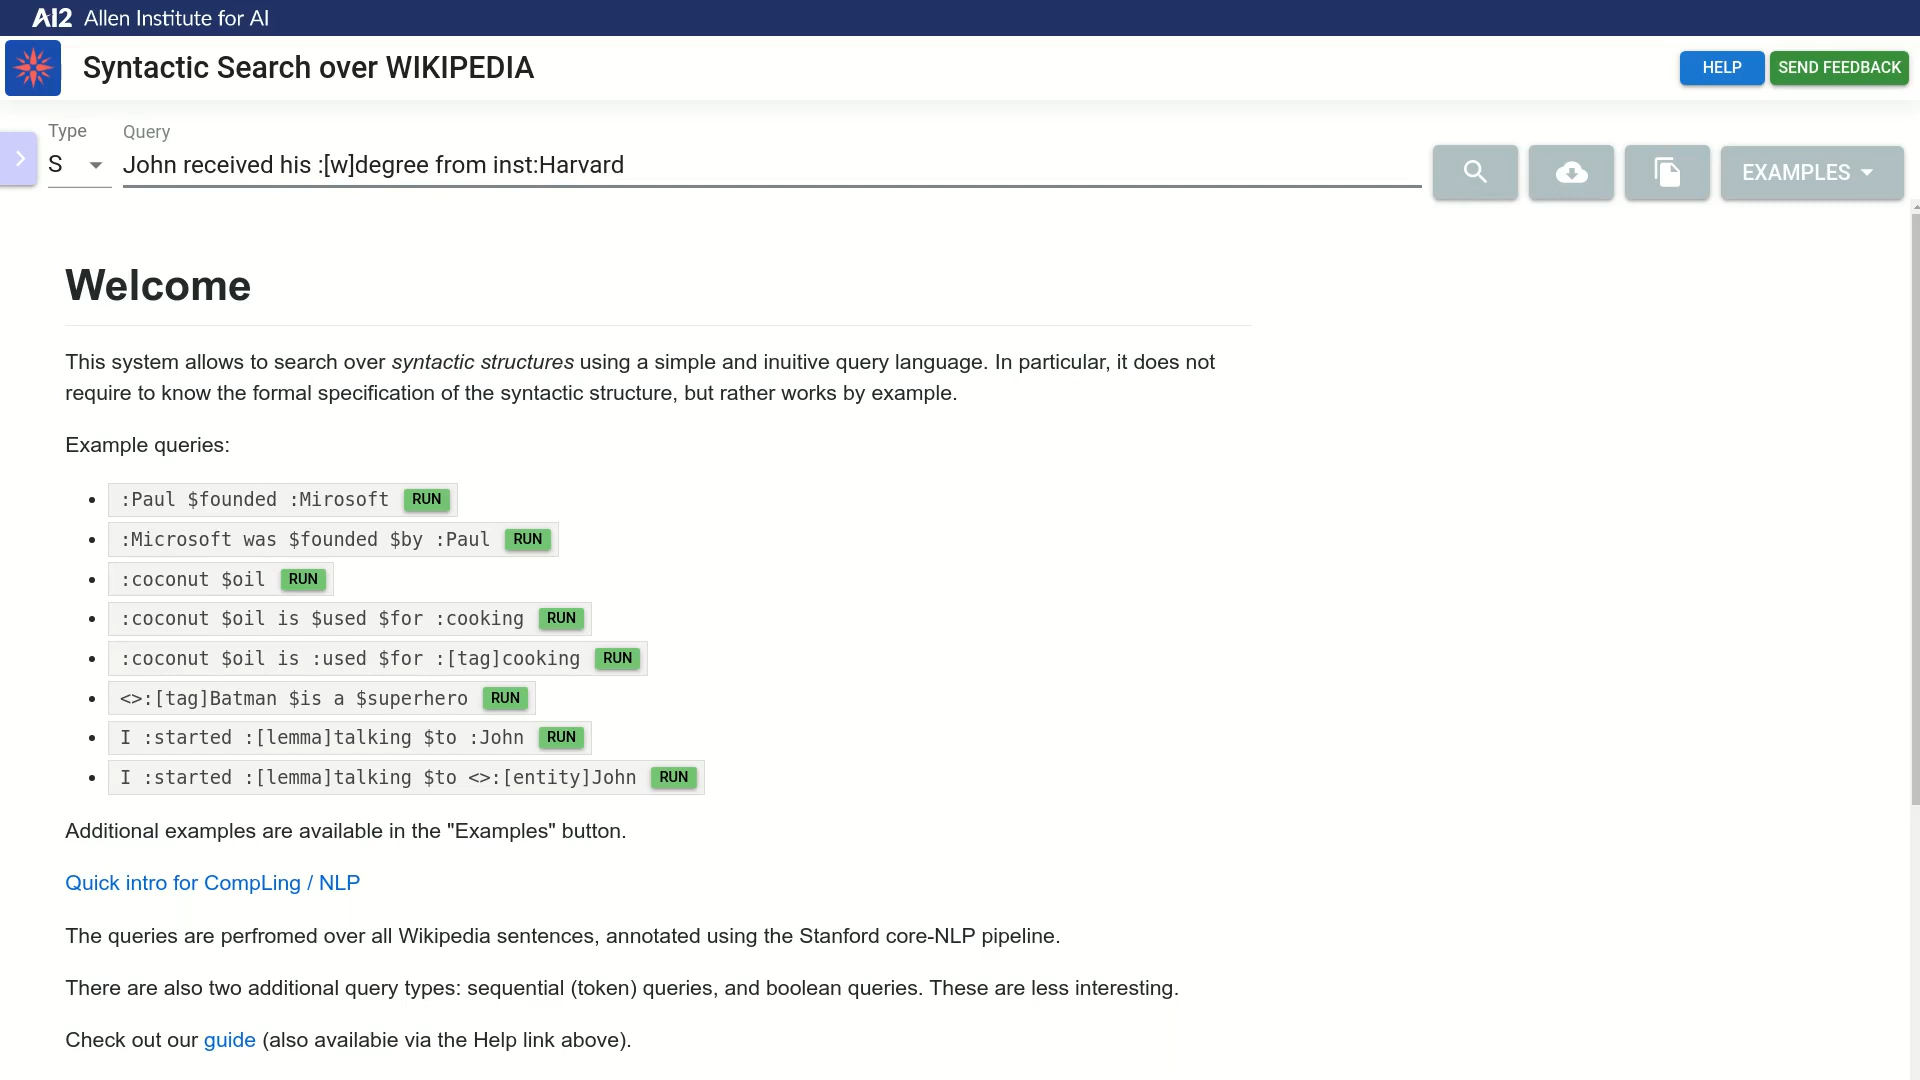 AI2 Allen Institute for AI
Syntactic Search over WIKIPEDIA
HELP
SEND FEEDBACK
Type
Query
S
John received his :[w]degree from inst:Harvard
EXAMPLES
Welcome
This system allows to search over syntactic structures using a simple and inuitive query language. In particular, it does not
require to know the formal specification of the syntactic structure, but rather works by example.
Example queries:
:Paul $founded :Mirosoft RUN
:Microsoft was $founded $by :Paul RUN
:coconut $oil RUN
:coconut $oil is $used $for :cooking RUN
:coconut $oil is :used $for :[tag]cooking RUN
<>:[tag]Batman $is a $superhero RUN
I :started :[lemma]talking $to :John RUN
I :started :[lemma]talking $to <>:[entity]John RUN
Additional examples are available in the "Examples" button.
Quick intro for CompLing / NLP
The queries are perfromed over all Wikipedia sentences, annotated using the Stanford core-NLP pipeline.
There are also two additional query types: sequential (token) queries, and boolean queries. These are less interesting.
Check out our guide (also availabie via the Help link above).